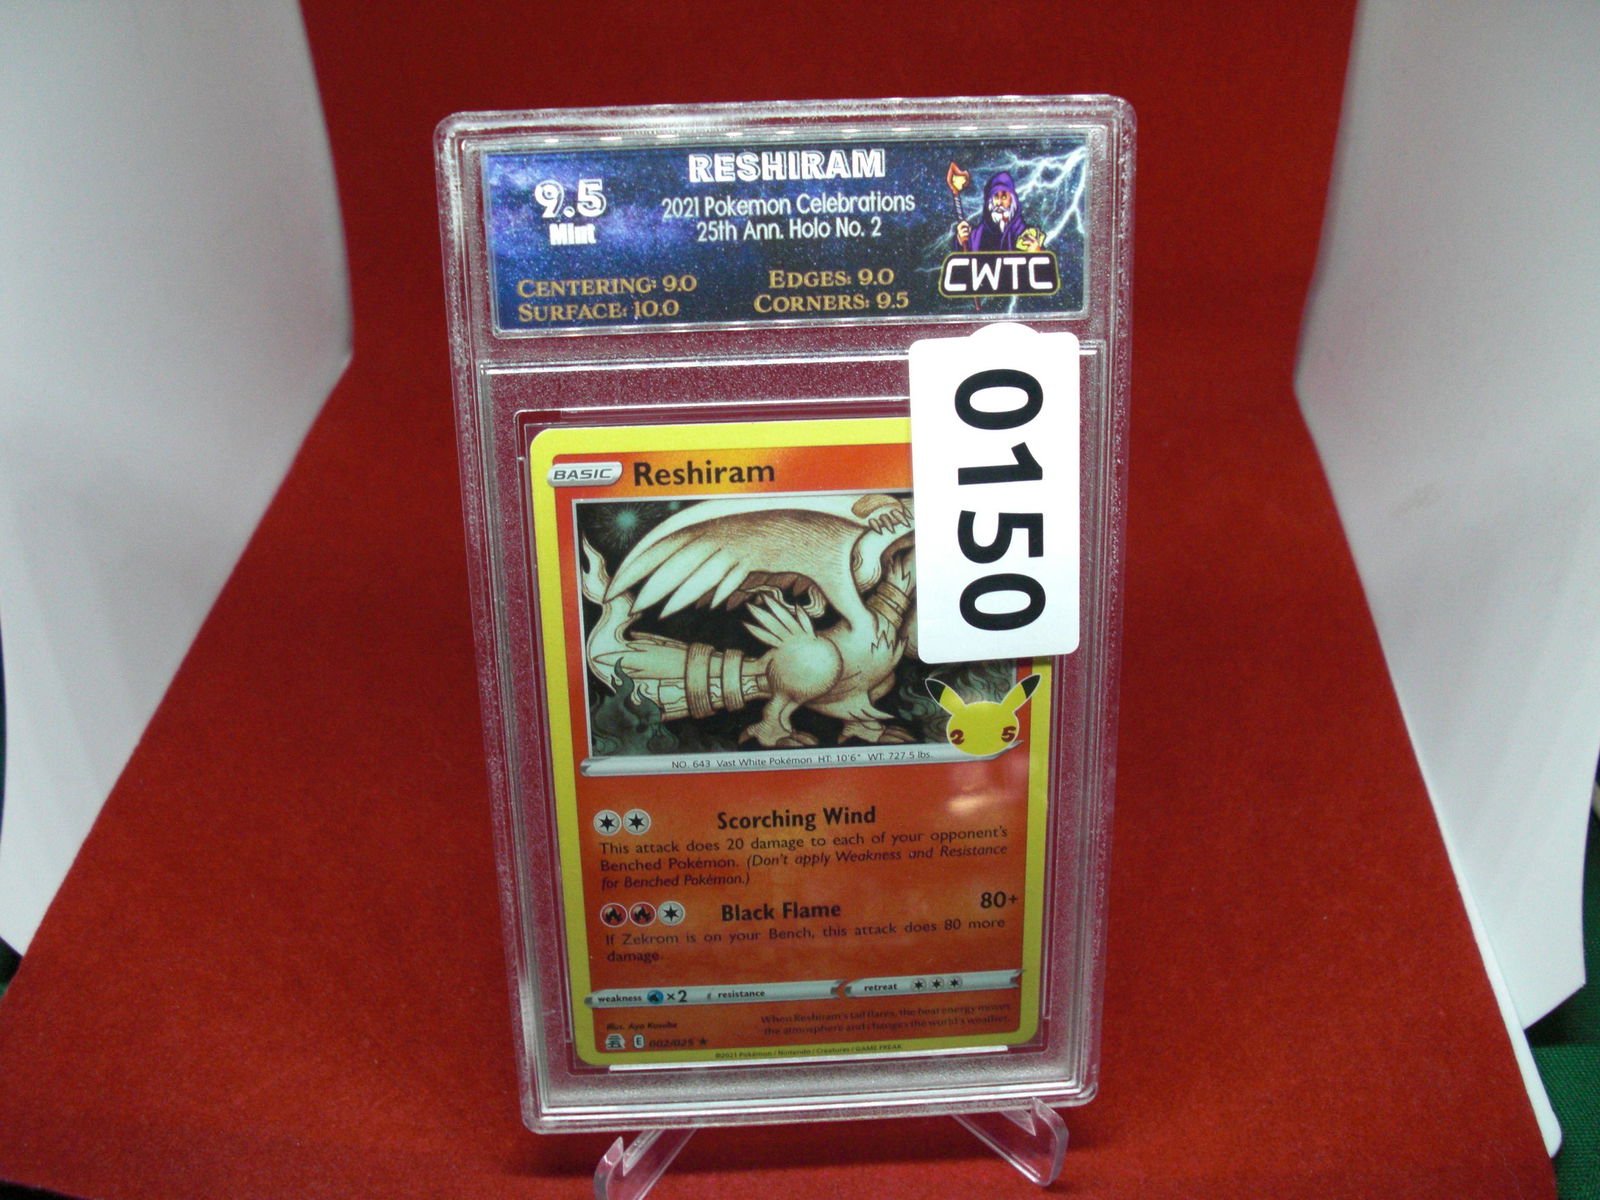 RESHIRAM
9.5
Mint
2021 Pokemon Celebrations
25th Ann. Holo No. 2
CENTERING: 9.0
EDGES: 9.0
SURFACE: 10.0
CORNERS: 9.5
CWTC
0150
BASIC
Reshiram
25
NO. 643 Vast White Pokémon HT: 10'6" WT: 727.5 lbs.
Scorching Wind
This attack does 20 damage to each of your opponent's
Benched Pokémon. (Don't apply Weakness and Resistance
for Benched Pokémon.)
Black Flame 80+
If Zekrom is on your Bench, this attack does 80 more
damage.
weakness ×2 resistance retreat
When Reshiram's tail flares, the heat energy moves
the atmosphere and changes the world's weather.
Illus. Aya Kusube
E 002/025 ★
©2021 Pokémon / Nintendo / Creatures / GAME FREAK